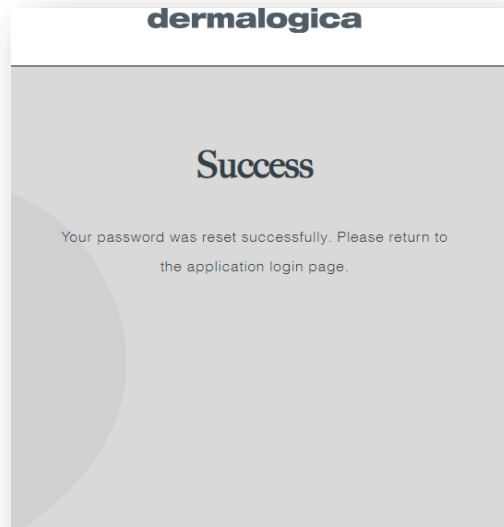 dermalogica
Success
Your password was reset successfully. Please return to
the application login page.